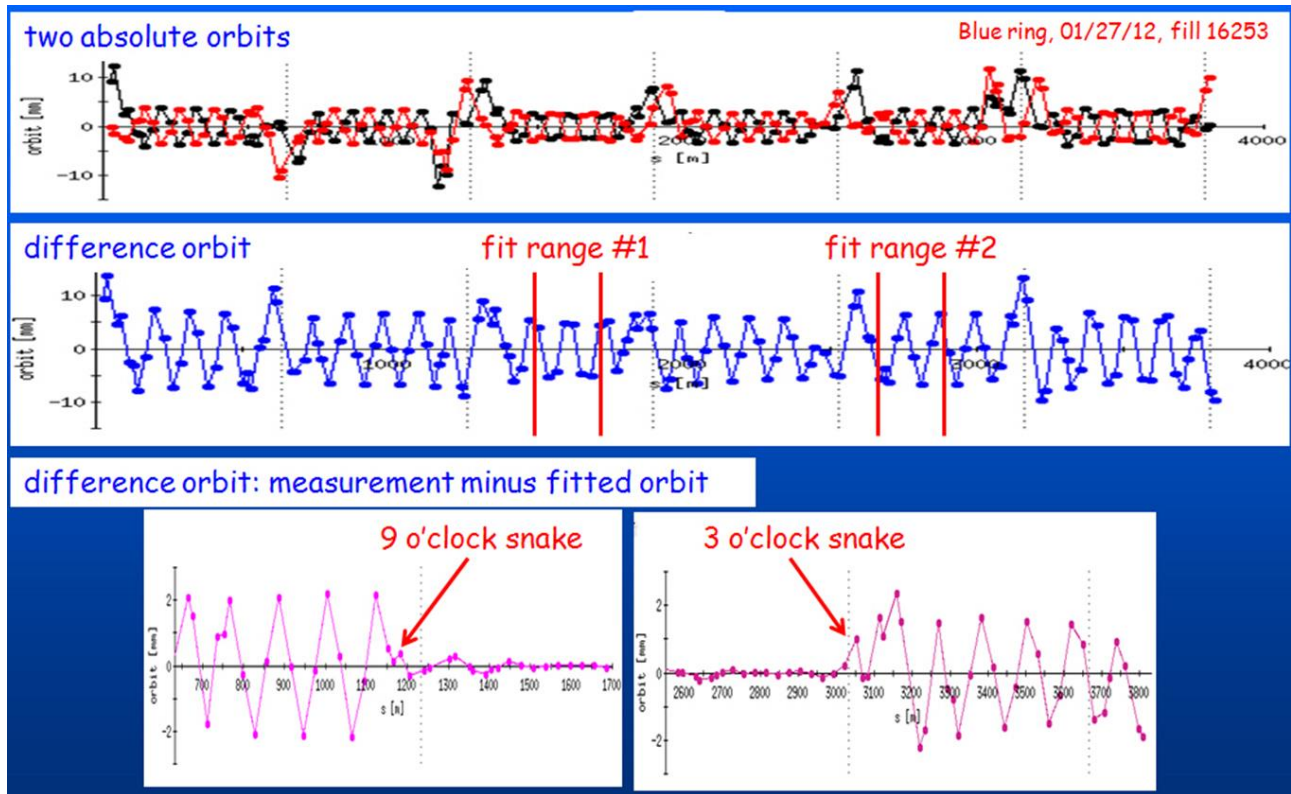 two absolute orbits
Blue ring, 01/27/12, fill 16253
10
0
-10
orbit [mm]
4000
s [m]
difference orbit
fit range #1
fit range #2
10
0
-10
orbit [mm]
1000
2000
3000
4000
s [m]
difference orbit: measurement minus fitted orbit
9 o'clock snake
2
0
-2
orbit [mm]
700
800
900
1000
1100
1200
1300
1400
1500
1600
1700
s [m]
3 o'clock snake
2
0
-2
orbit [mm]
2600
2700
2800
2900
3000
3100
3200
3300
3400
3500
3600
3700
3800
s [m]